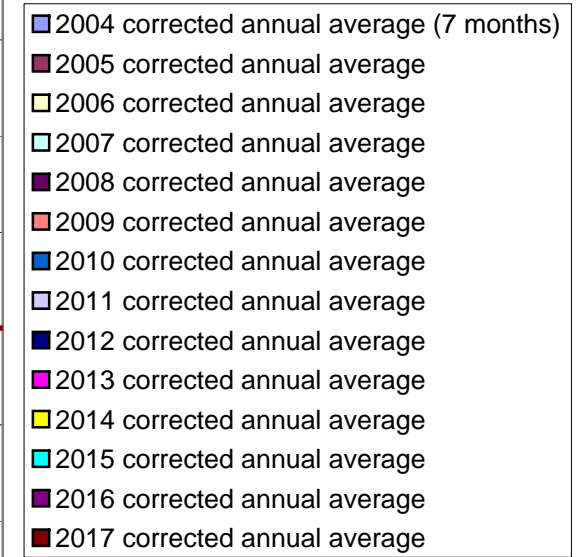 2004 corrected annual average (7 months)
2005 corrected annual average
2006 corrected annual average
2007 corrected annual average
2008 corrected annual average
2009 corrected annual average
2010 corrected annual average
2011 corrected annual average
2012 corrected annual average
2013 corrected annual average
2014 corrected annual average
2015 corrected annual average
2016 corrected annual average
2017 corrected annual average